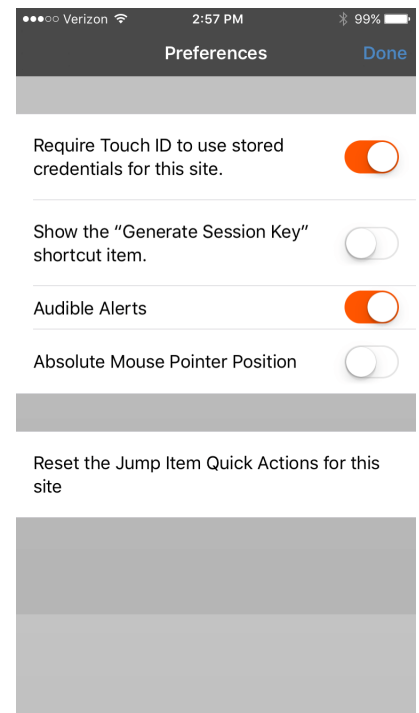 Verizon 2:57 PM 99%
Preferences Done
Require Touch ID to use stored
credentials for this site.
Show the “Generate Session Key”
shortcut item.
Audible Alerts
Absolute Mouse Pointer Position
Reset the Jump Item Quick Actions for this
site